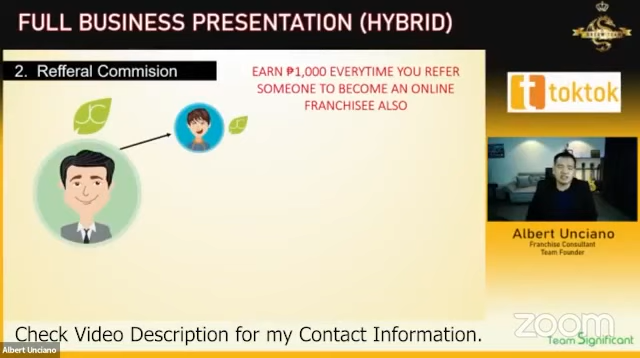 FULL BUSINESS PRESENTATION (HYBRID)
2. Refferal Commision
EARN ₱1,000 EVERYTIME YOU REFER
SOMEONE TO BECOME AN ONLINE
FRANCHISEE ALSO
JC
t toktok
Albert Unciano
Franchise Consultant
Team Founder
zoom
Check Video Description for my Contact Information.
Albert Unciano
Team Significant